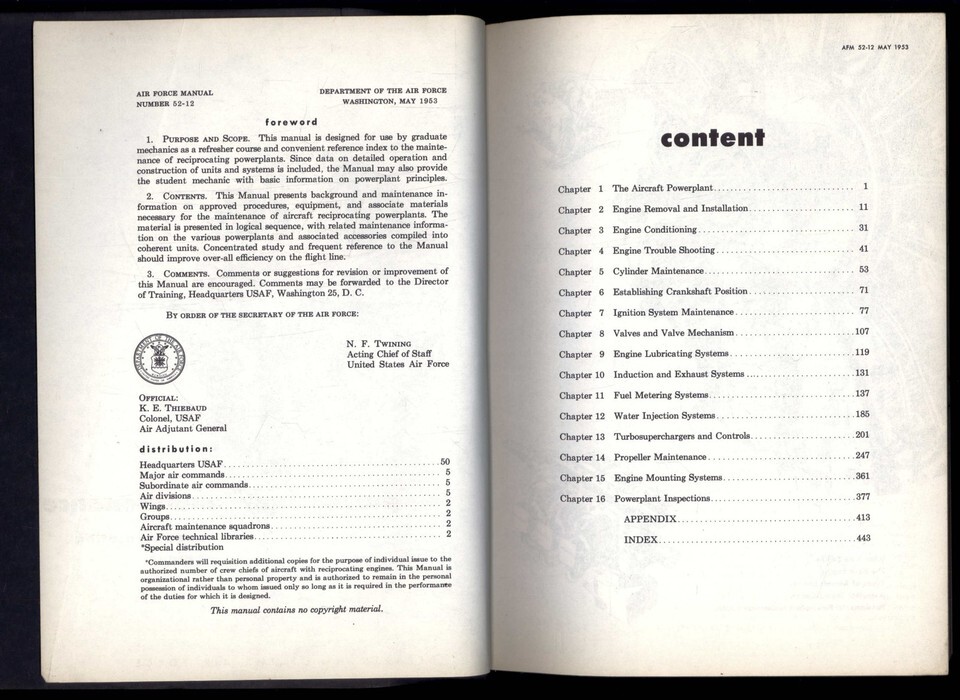 AIR FORCE MANUAL
NUMBER 52-12
DEPARTMENT OF THE AIR FORCE
WASHINGTON, MAY 1953
foreword
1. PURPOSE AND SCOPE. This manual is designed for use by graduate
mechanics as a refresher course and convenient reference index to the mainte-
nance of reciprocating powerplants. Since data on detailed operation and
construction of units and systems is included, the Manual may also provide
the student mechanic with basic information on powerplant principles.
2. CONTENTS. This Manual presents background and maintenance in-
formation on approved procedures, equipment, and associate materials
necessary for the maintenance of aircraft reciprocating powerplants. The
material is presented in logical sequence, with related maintenance informa-
tion on the various powerplants and associated accessories compiled into
coherent units. Concentrated study and frequent reference to the Manual
should improve over-all efficiency on the flight line.
3. COMMENTS. Comments or suggestions for revision or improvement of
this Manual are encouraged. Comments may be forwarded to the Director
of Training, Headquarters USAF, Washington 25, D. C.
BY ORDER OF THE SECRETARY OF THE AIR FORCE:
N. F. TWINING
Acting Chief of Staff
United States Air Force
OFFICIAL:
K. E. THIEBAUD
Colonel, USAF
Air Adjutant General
distribution:
Headquarters USAF 50
Major air commands 5
Subordinate air commands 5
Air divisions 5
Wings 2
Groups 2
Aircraft maintenance squadrons 2
Air Force technical libraries 2
*Special distribution
*Commanders will requisition additional copies for the purpose of individual issue to the
authorized number of crew chiefs of aircraft with reciprocating engines. This Manual is
organizational rather than personal property and is authorized to remain in the personal
possession of individuals to whom issued only so long as it is required in the performance
of the duties for which it is designed.
This manual contains no copyright material.
AFM 52-12 MAY 1953
content
Chapter 1 The Aircraft Powerplant 1
Chapter 2 Engine Removal and Installation 11
Chapter 3 Engine Conditioning 31
Chapter 4 Engine Trouble Shooting 41
Chapter 5 Cylinder Maintenance 53
Chapter 6 Establishing Crankshaft Position 71
Chapter 7 Ignition System Maintenance 77
Chapter 8 Valves and Valve Mechanism 107
Chapter 9 Engine Lubricating Systems 119
Chapter 10 Induction and Exhaust Systems 131
Chapter 11 Fuel Metering Systems 137
Chapter 12 Water Injection Systems 185
Chapter 13 Turbosuperchargers and Controls 201
Chapter 14 Propeller Maintenance 247
Chapter 15 Engine Mounting Systems 361
Chapter 16 Powerplant Inspections 377
APPENDIX 413
INDEX 443